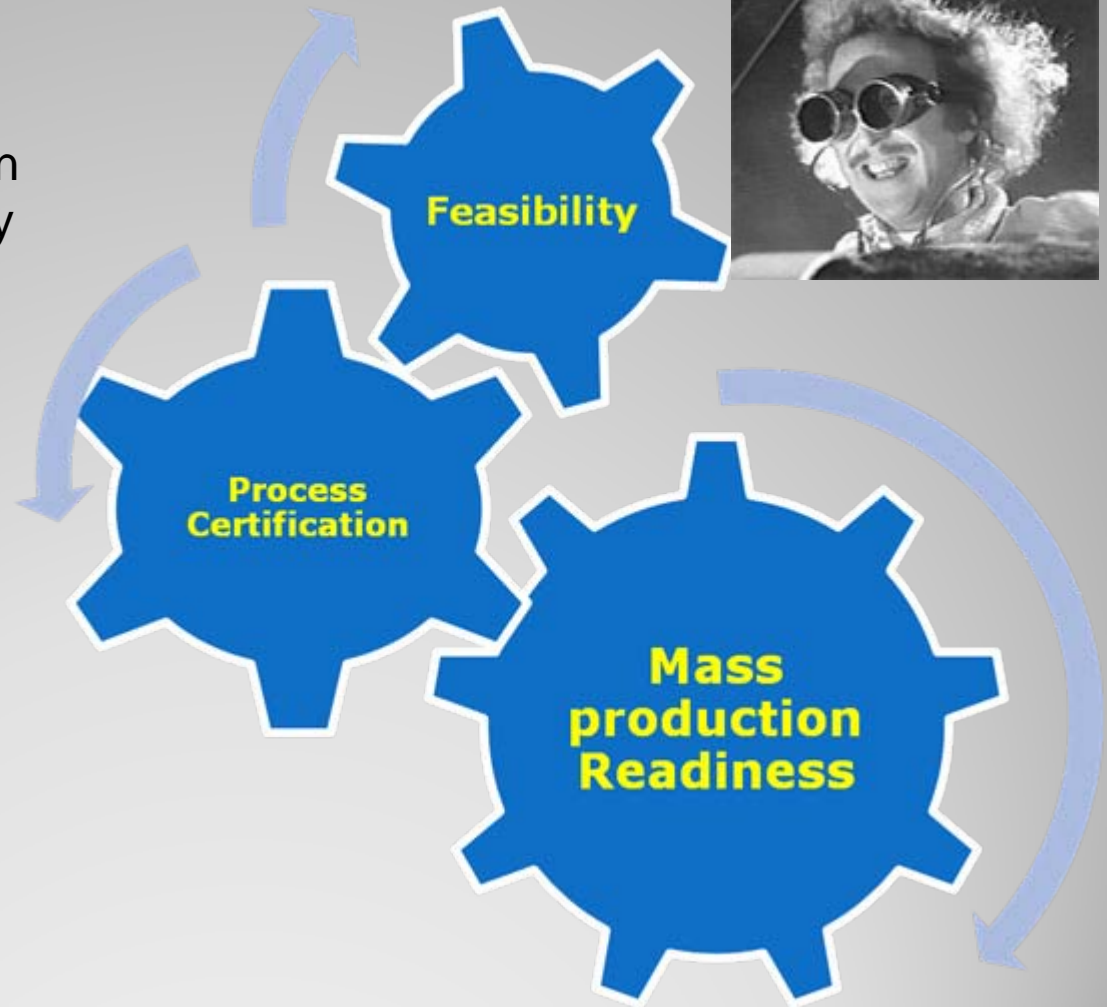 Feasibility
Process
Certification
Mass
production
Readiness